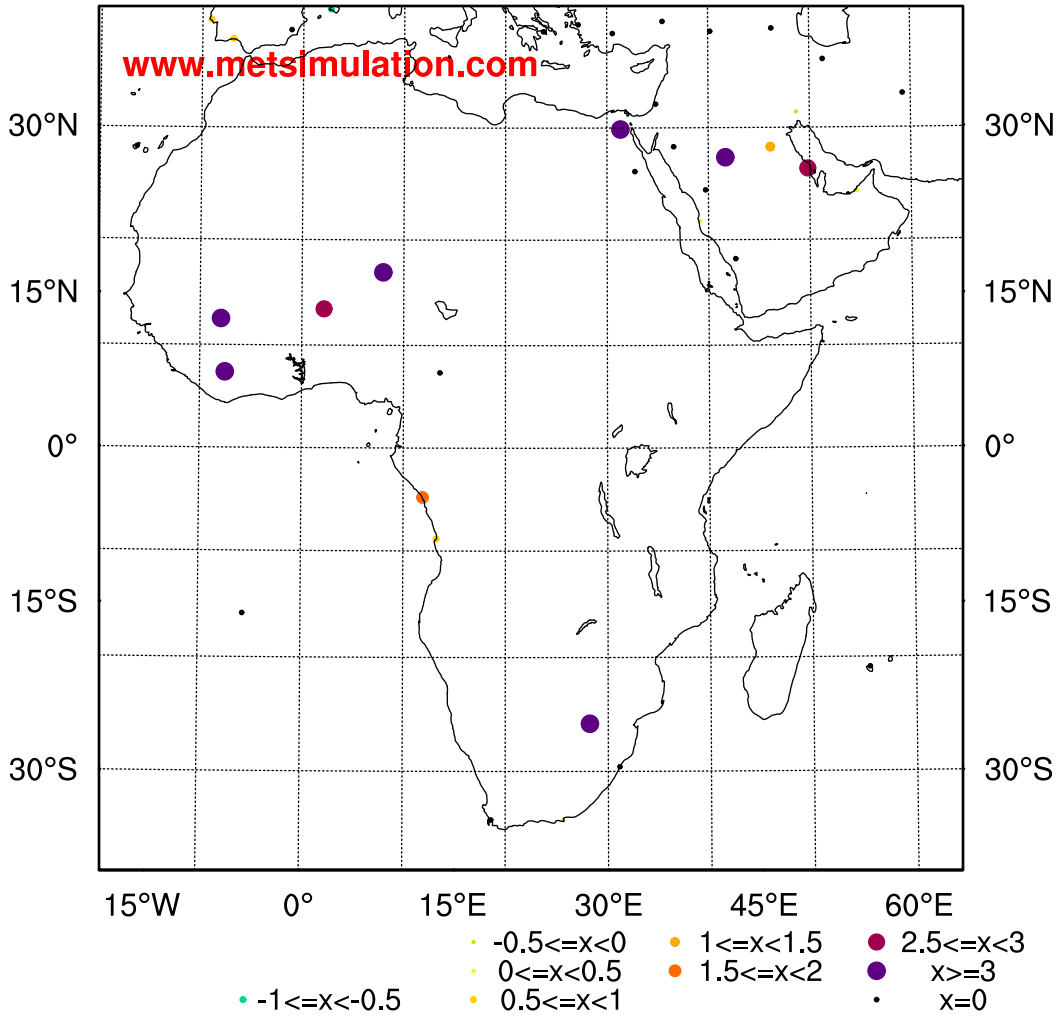 www.metsimulation.com
30°N 30°N
15°N 15°N
0° 0°
15°S 15°S
30°S 30°S
15°W 0° 15°E 30°E 45°E 60°E
-0.5<=x<0 1<=x<1.5 2.5<=x<3
0<=x<0.5 1.5<=x<2 x>=3
-1<=x<-0.5 0.5<=x<1 x=0